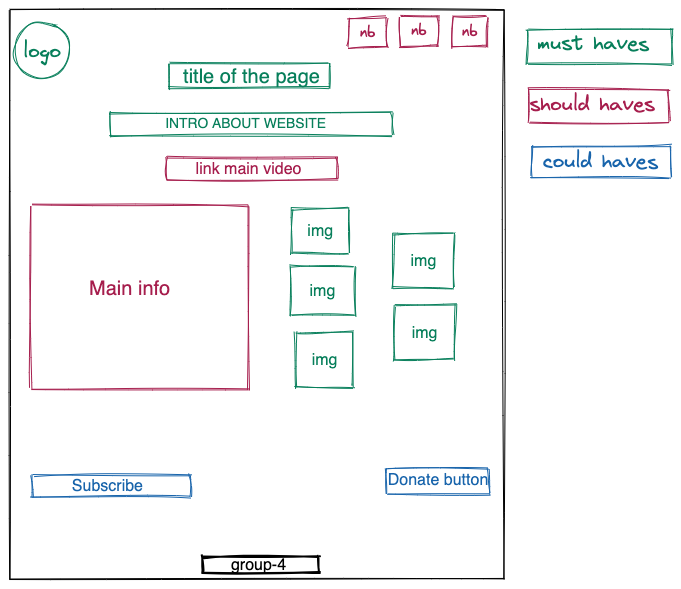 logo
nb
nb
nb
title of the page
INTRO ABOUT WEBSITE
link main video
Main info
img
img
img
img
img
Subscribe
Donate button
group-4
must haves
should haves
could haves